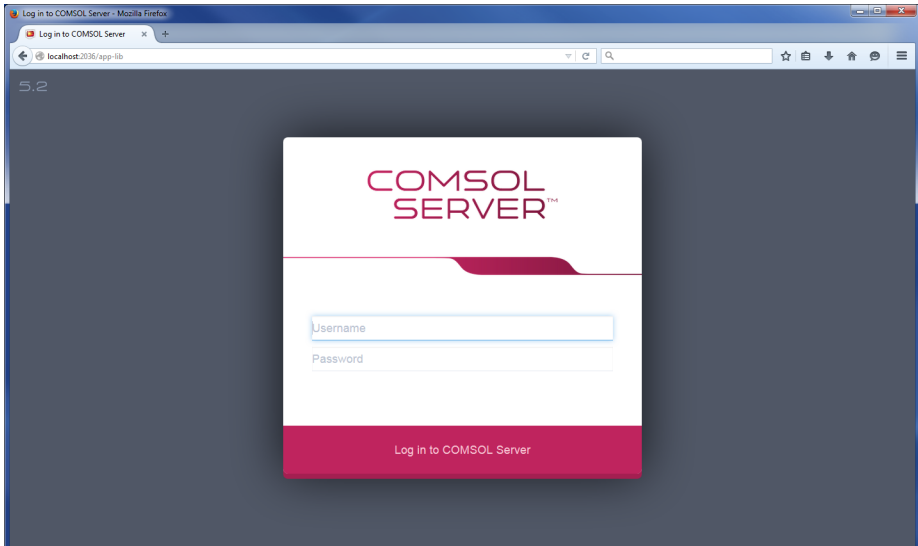 Log in to COMSOL Server - Mozilla Firefox
Log in to COMSOL Server
localhost:2036/app-lib
5.2
COMSOL
SERVER™
Username
Password
Log in to COMSOL Server